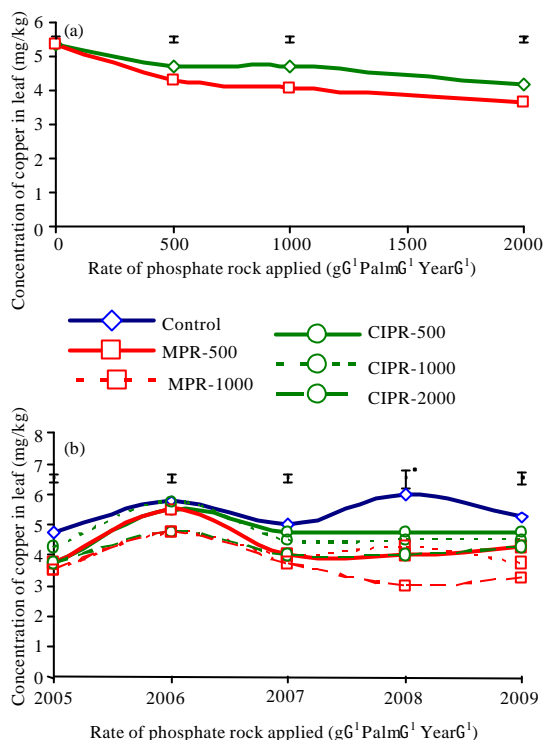 Concentration of copper in leaf (mg/kg)
(a)
6
5
4
3
2
1
0
0 500 1000 1500 2000
Rate of phosphate rock applied (gG¹PalmG¹ YearG¹)
Control
MPR-500
MPR-1000
CIPR-500
CIPR-1000
CIPR-2000
Concentration of copper in leaf (mg/kg)
(b)
8
7
6
5
4
3
2
1
0
2005 2006 2007 2008 2009
Rate of phosphate rock applied (gG¹PalmG¹ YearG¹)